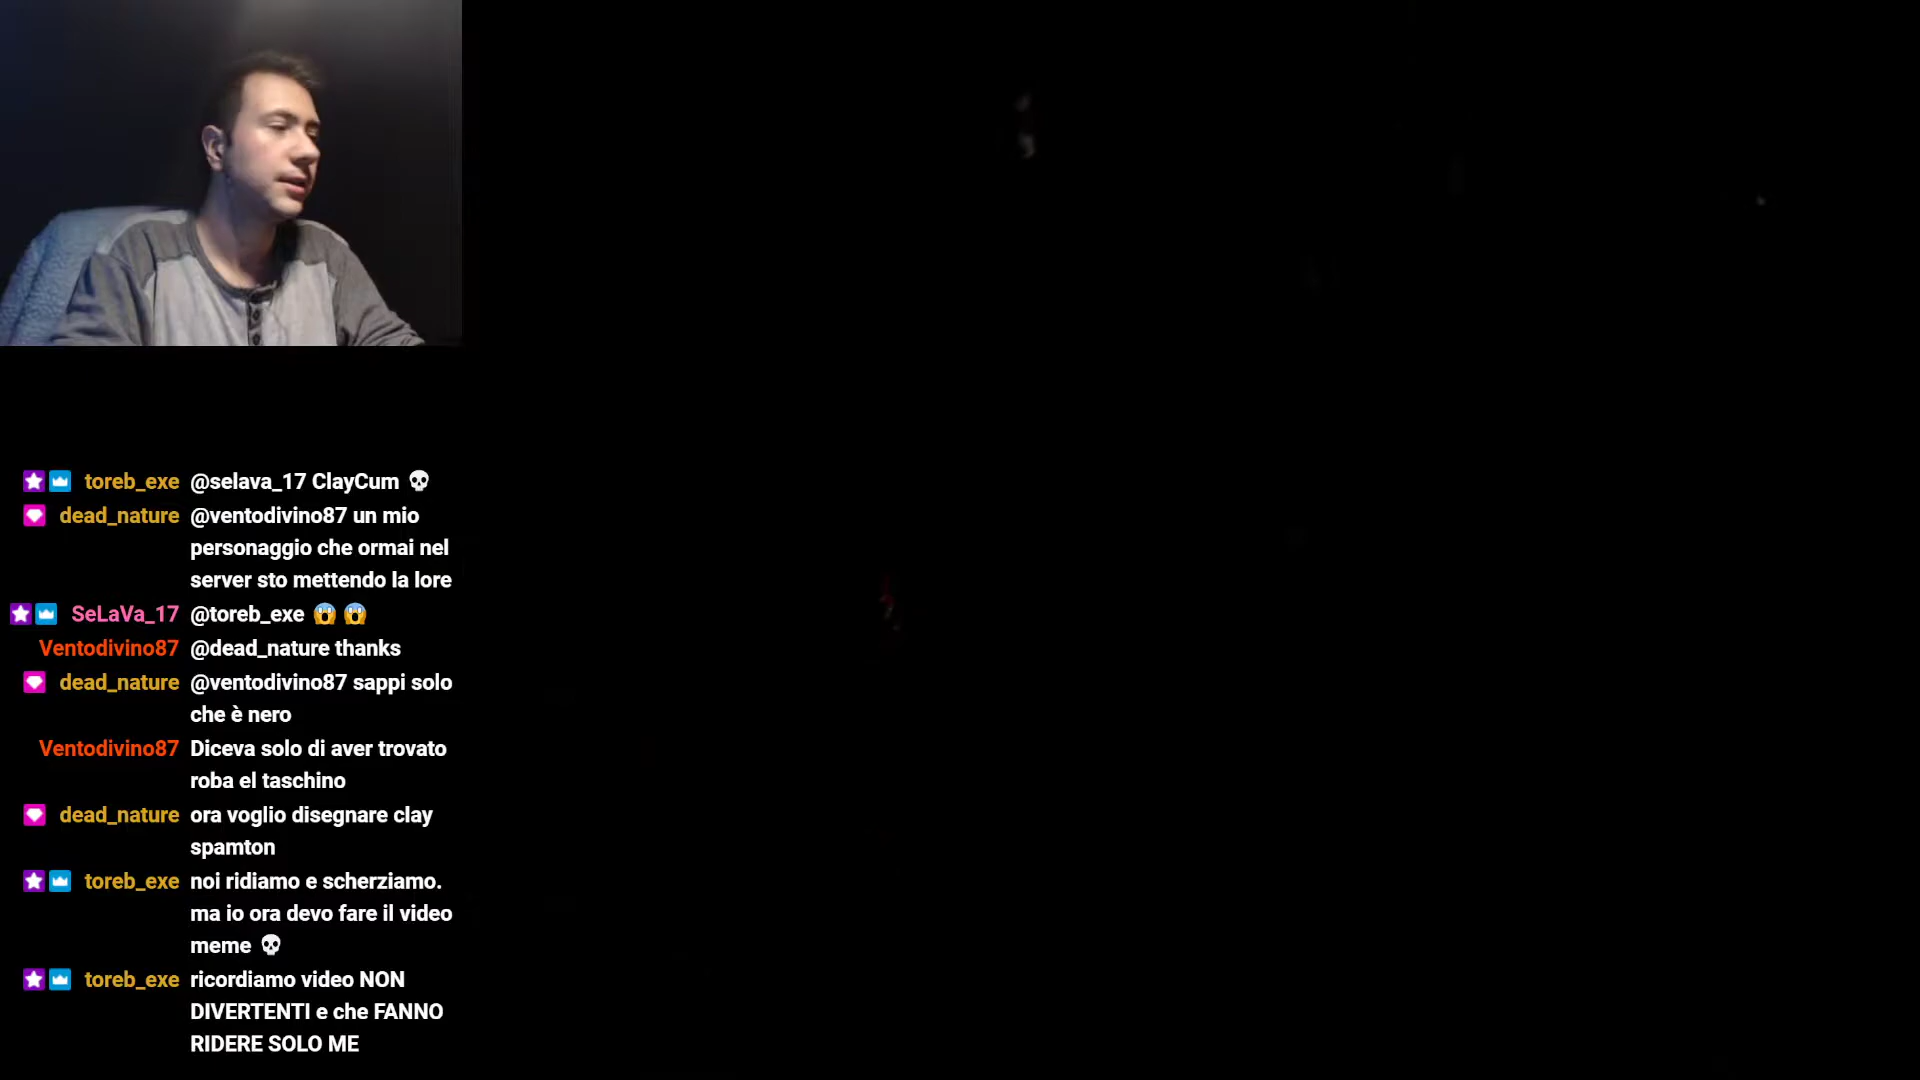 toreb_exe @selava_17 ClayCum 💀
dead_nature @ventodivino87 un mio
personaggio che ormai nel
server sto mettendo la lore
SeLaVa_17 @toreb_exe 😱 😱
Ventodivino87 @dead_nature thanks
dead_nature @ventodivino87 sappi solo
che è nero
Ventodivino87 Diceva solo di aver trovato
roba el taschino
dead_nature ora voglio disegnare clay
spamton
toreb_exe noi ridiamo e scherziamo.
ma io ora devo fare il video
meme 💀
toreb_exe ricordiamo video NON
DIVERTENTI e che FANNO
RIDERE SOLO ME